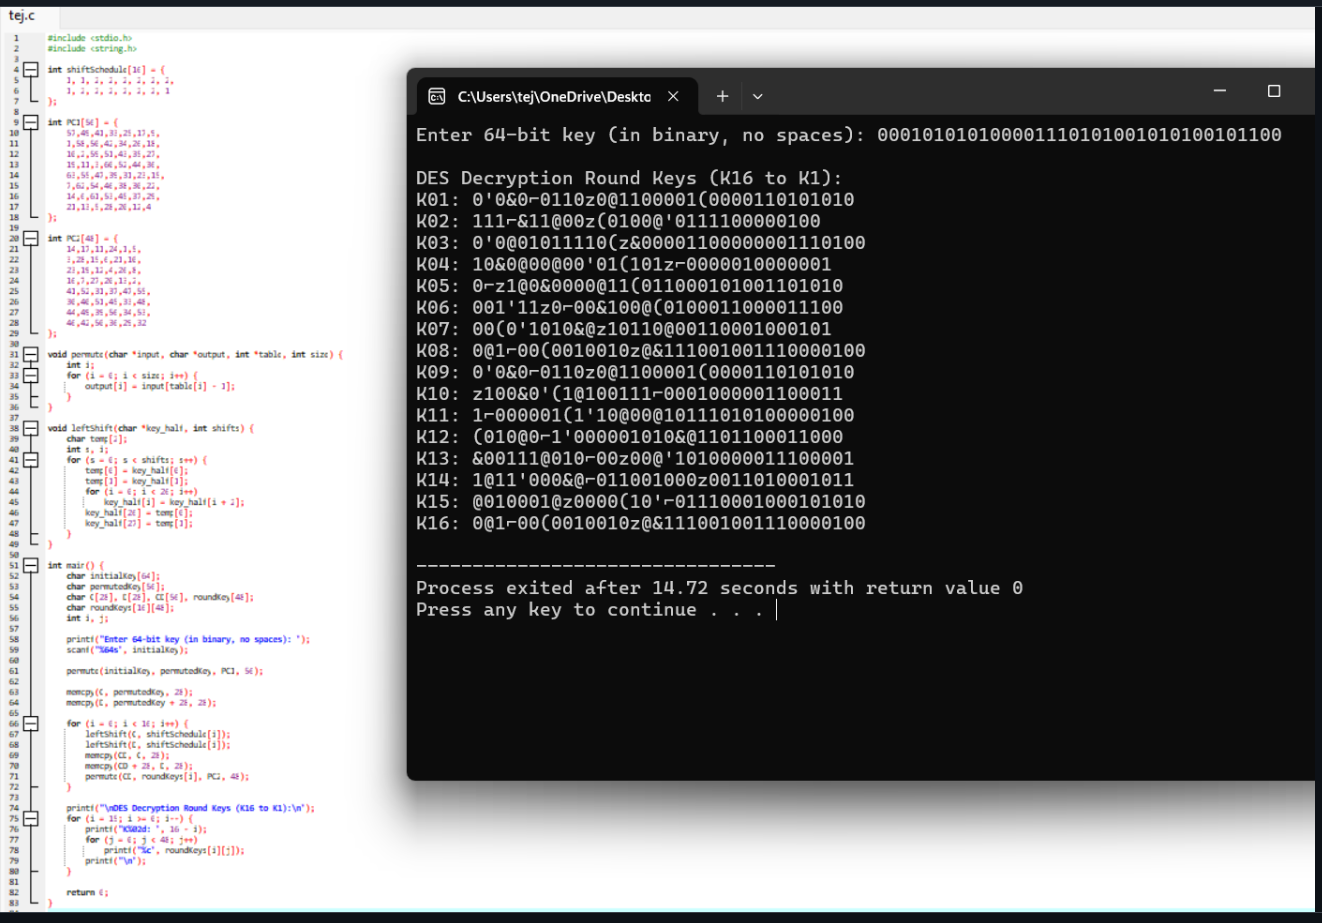 tej.c
1 #include <stdio.h>
2 #include <string.h>
3
4 int shiftSchedule[16] = {
5 1, 1, 2, 2, 2, 2, 2, 2,
6 1, 2, 2, 2, 2, 2, 2, 1
7 };
8
9 int PC1[56] = {
10 57,49,41,33,25,17,9,
11 1,58,50,42,34,26,18,
12 10,2,59,51,43,35,27,
13 19,11,3,60,52,44,36,
14 63,55,47,39,31,23,15,
15 7,62,54,46,38,30,22,
16 14,6,61,53,45,37,29,
17 21,13,5,28,20,12,4
18 };
19
20 int PC2[48] = {
21 14,17,11,24,1,5,
22 3,28,15,6,21,10,
23 23,19,12,4,26,8,
24 16,7,27,20,13,2,
25 41,52,31,37,47,55,
26 30,40,51,45,33,48,
27 44,49,39,56,34,53,
28 46,42,50,36,29,32
29 };
30
31 void permute(char *input, char *output, int *table, int size) {
32 int i;
33 for (i = 0; i < size; i++) {
34 output[i] = input[table[i] - 1];
35 }
36 }
37
38 void leftShift(char *key_half, int shifts) {
39 char temp[2];
40 int s, i;
41 for (s = 0; s < shifts; s++) {
42 temp[0] = key_half[0];
43 temp[1] = key_half[1];
44 for (i = 0; i < 26; i++)
45 key_half[i] = key_half[i + 2];
46 key_half[26] = temp[0];
47 key_half[27] = temp[1];
48 }
49 }
50
51 int main() {
52 char initialKey[64];
53 char permutedKey[56];
54 char C[28], D[28], CD[56], roundKey[48];
55 char roundKeys[16][48];
56 int i, j;
57
58 printf("Enter 64-bit key (in binary, no spaces): ");
59 scanf("%64s", initialKey);
60
61 permute(initialKey, permutedKey, PC1, 56);
62
63 memcpy(C, permutedKey, 28);
64 memcpy(D, permutedKey + 28, 28);
65
66 for (i = 0; i < 16; i++) {
67 leftShift(C, shiftSchedule[i]);
68 leftShift(D, shiftSchedule[i]);
69 memcpy(CD, C, 28);
70 memcpy(CD + 28, D, 28);
71 permute(CD, roundKeys[i], PC2, 48);
72 }
73
74 printf("\nDES Decryption Round Keys (K16 to K1):\n");
75 for (i = 15; i >= 0; i--) {
76 printf("K%02d: ", 16 - i);
77 for (j = 0; j < 48; j++)
78 printf("%c", roundKeys[i][j]);
79 printf("\n");
80 }
81
82 return 0;
83 }
C:\Users\tej\OneDrive\Deskto
Enter 64-bit key (in binary, no spaces): 000101010100001110101001010100101100
DES Decryption Round Keys (K16 to K1):
K01: 0'0&0⌐0110z0@1100001(0000110101010
K02: 111⌐&11@00z(0100@'0111100000100
K03: 0'0@01011110(z&00001100000001110100
K04: 10&0@00@00'01(101z⌐0000010000001
K05: 0⌐z1@0&0000@11(011000101001101010
K06: 001'11z0⌐00&100@(0100011000011100
K07: 00(0'1010&@z10110@00110001000101
K08: 0@1⌐00(0010010z@&111001001110000100
K09: 0'0&0⌐0110z0@1100001(0000110101010
K10: z100&0'(1@100111⌐0001000001100011
K11: 1⌐000001(1'10@00@10111010100000100
K12: (010@0⌐1'000001010&@1101100011000
K13: &00111@010⌐00z00@'1010000011100001
K14: 1@11'000&@⌐011001000z0011010001011
K15: @010001@z0000(10'⌐01110001000101010
K16: 0@1⌐00(0010010z@&111001001110000100
--------------------------------
Process exited after 14.72 seconds with return value 0
Press any key to continue . . .